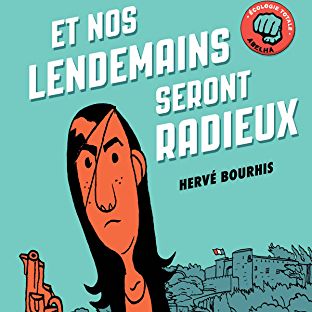 ET NOS
LENDEMAINS
SERONT
RADIEUX
HERVÉ BOURHIS
ÉCOLOGIE TOTALE
ABELHA